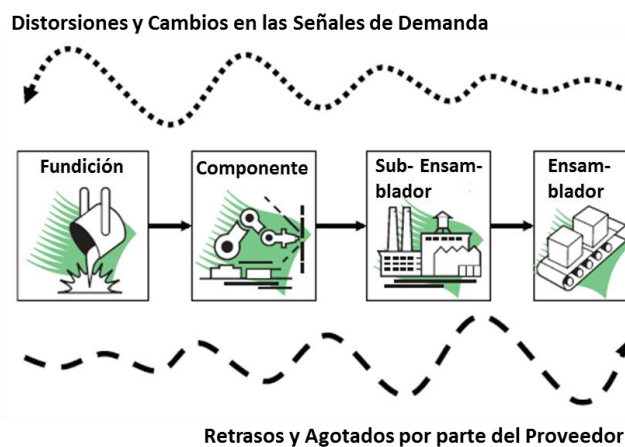 Distorsiones y Cambios en las Señales de Demanda
Fundición
Componente
Sub- Ensam-
blador
Ensam-
blador
Retrasos y Agotados por parte del Proveedor